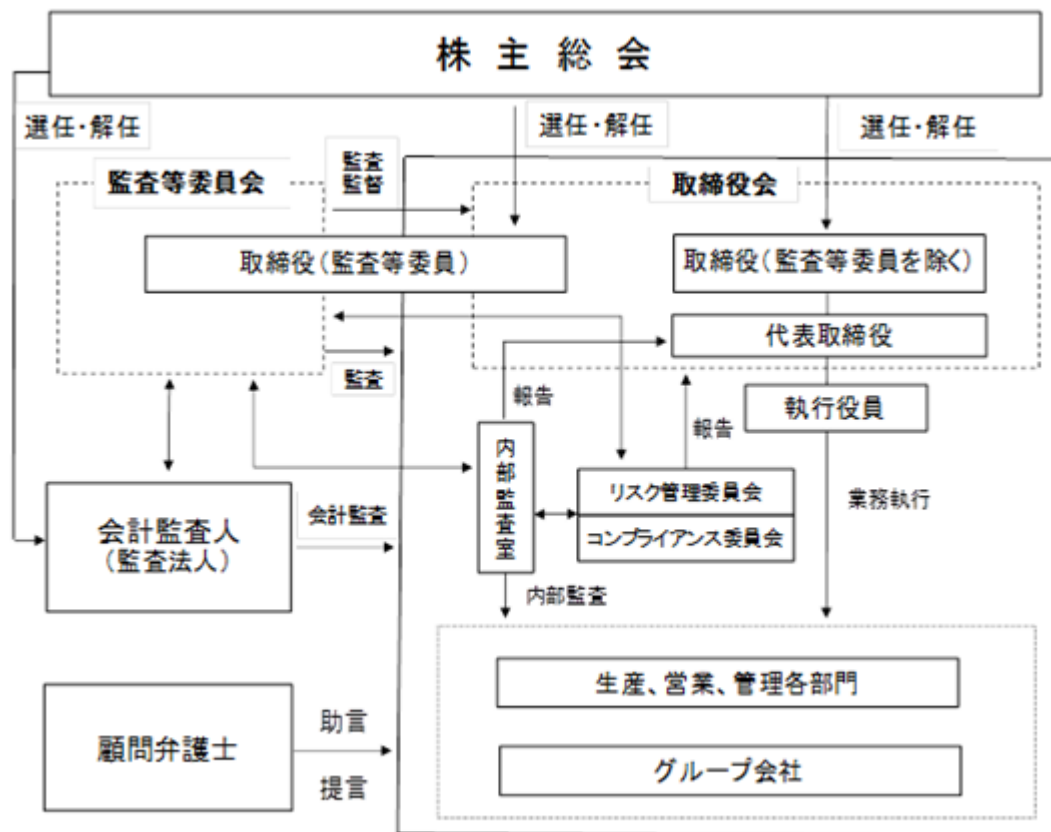 株主総会
選任・解任
選任・解任
選任・解任
監査等委員会
監査
監督
取締役会
取締役（監査等委員）
取締役（監査等委員を除く）
代表取締役
監査
報告
報告
執行役員
内部監査室
リスク管理委員会
コンプライアンス委員会
業務執行
会計監査人
（監査法人）
会計監査
内部監査
生産、営業、管理各部門
顧問弁護士
助言
提言
グループ会社